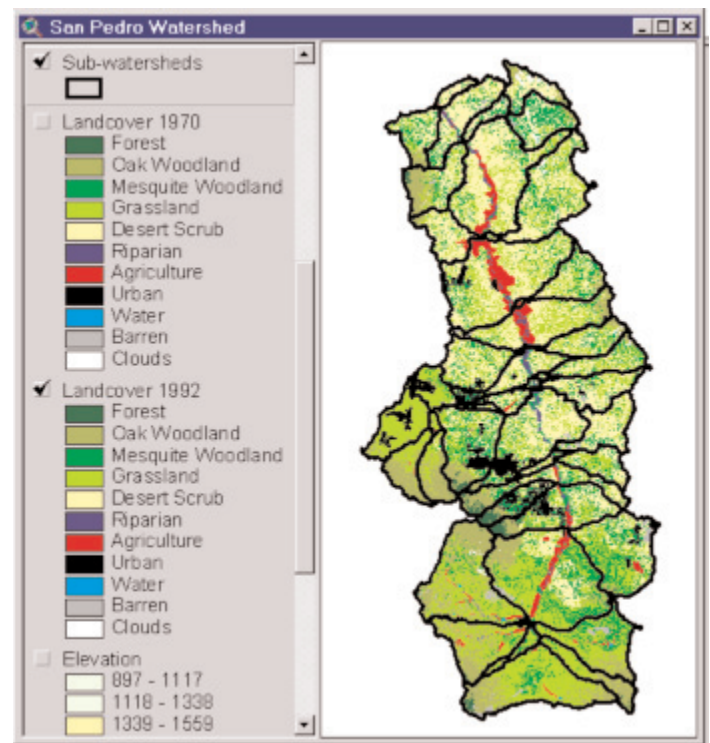 San Pedro Watershed
Sub-watersheds
Landcover 1970
Forest
Oak Woodland
Mesquite Woodland
Grassland
Desert Scrub
Riparian
Agriculture
Urban
Water
Barren
Clouds
Landcover 1992
Forest
Oak Woodland
Mesquite Woodland
Grassland
Desert Scrub
Riparian
Agriculture
Urban
Water
Barren
Clouds
Elevation
897 - 1117
1118 - 1338
1339 - 1559